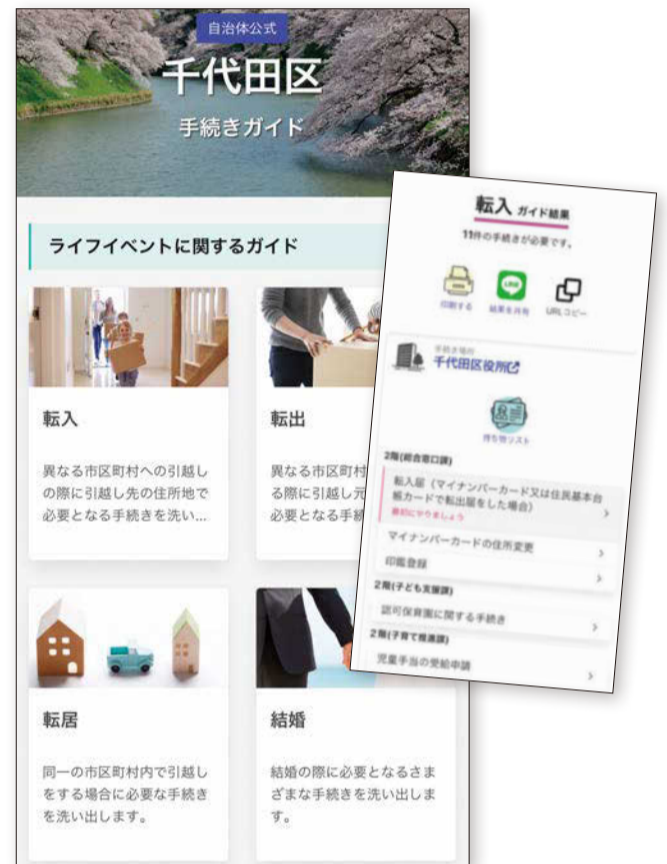 自治体公式
千代田区
手続きガイド
ライフイベントに関するガイド
転入
異なる市区町村への引越し
の際に引越し先の住所地で
必要となる手続きを洗い...
転出
異なる市区町村
る際に引越し元
必要となる手続
転居
同一の市区町村内で引越し
をする場合に必要な手続き
を洗い出します。
結婚
結婚の際に必要となるさま
ざまな手続きを洗い出しま
す。
転入 ガイド結果
11件の手続きが必要です。
印刷する
LINE
結果を共有
URLコピー
手続き場所
千代田区役所
持ち物リスト
2階(総合窓口課)
転入届（マイナンバーカード又は住民基本台
帳カードで転出届をした場合）
最初にやりましょう
マイナンバーカードの住所変更
印鑑登録
2階(子ども支援課)
認可保育園に関する手続き
2階(子育て推進課)
児童手当の受給申請